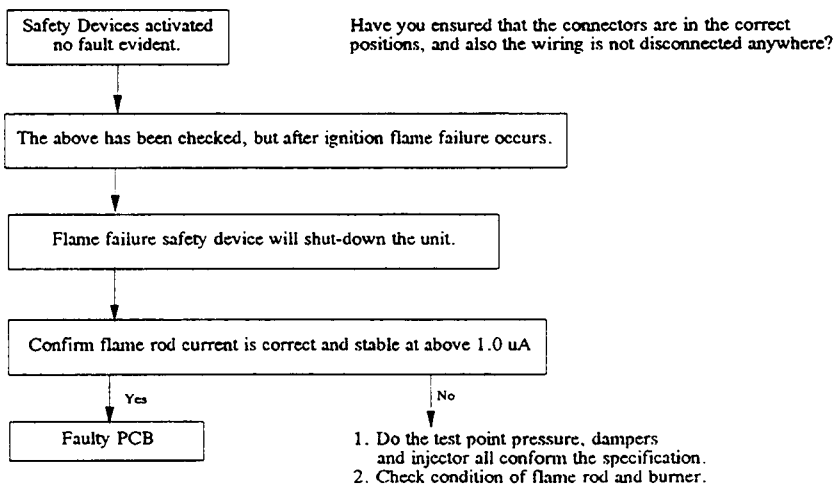 Safety Devices activated
no fault evident.
Have you ensured that the connectors are in the correct
positions, and also the wiring is not disconnected anywhere?
The above has been checked, but after ignition flame failure occurs.
Flame failure safety device will shut-down the unit.
Confirm flame rod current is correct and stable at above 1.0 uA
Yes
No
Faulty PCB
1. Do the test point pressure, dampers
and injector all conform the specification.
2. Check condition of flame rod and burner.